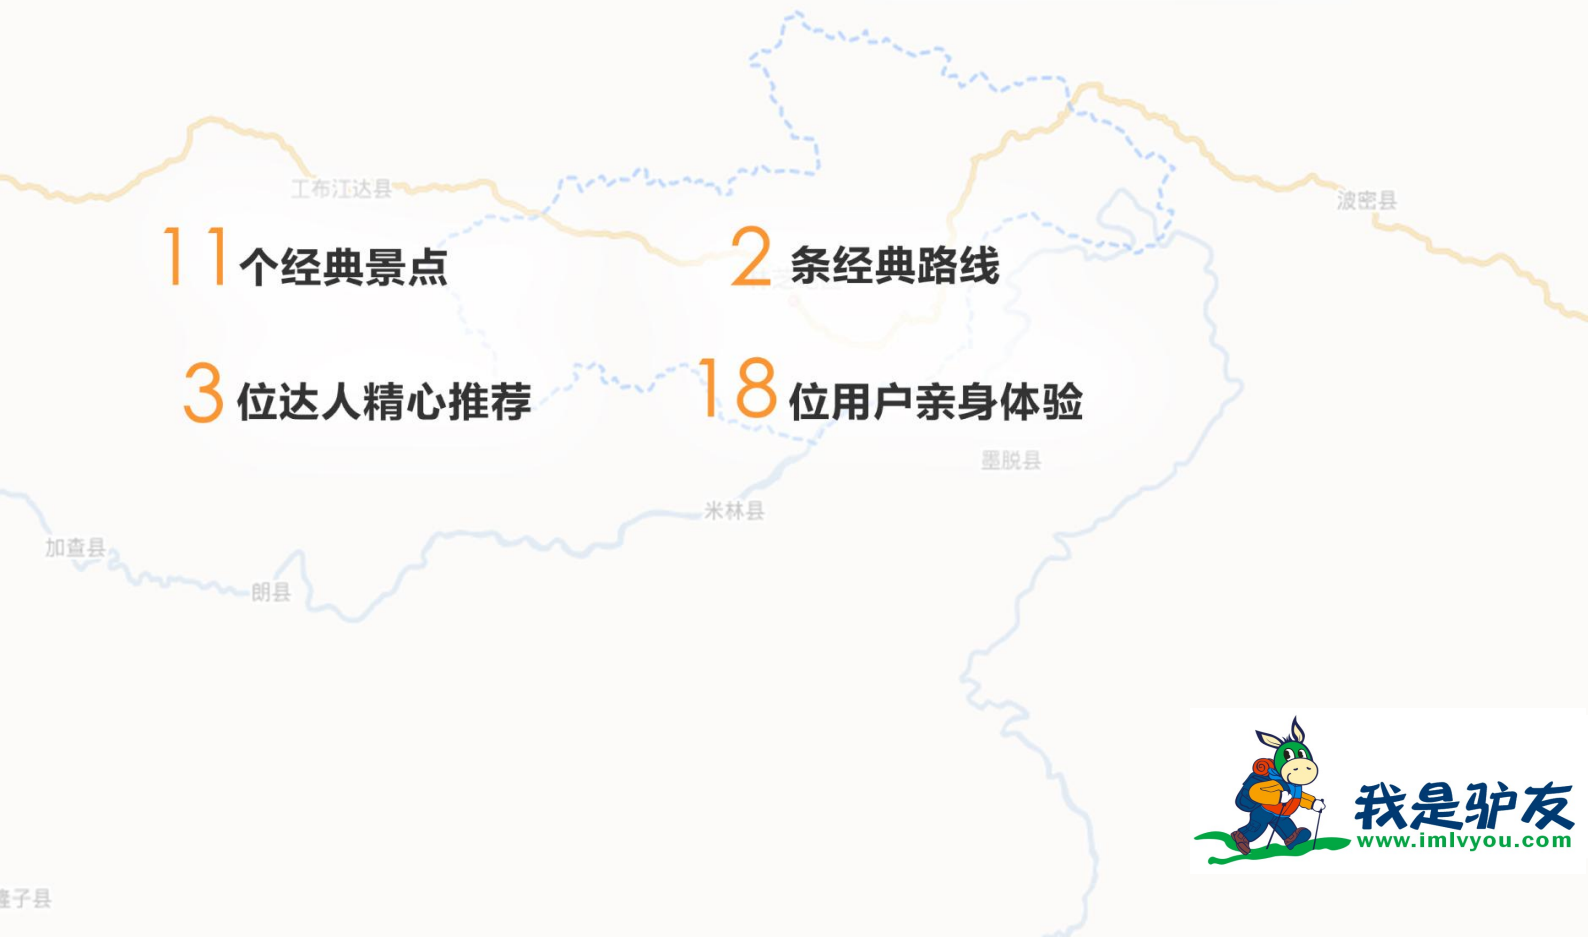 工布江达县
波密县
11个经典景点
2条经典路线
3位达人精心推荐
18位用户亲身体验
墨脱县
米林县
加查县
朗县
我是驴友
www.imlvyou.com
子县